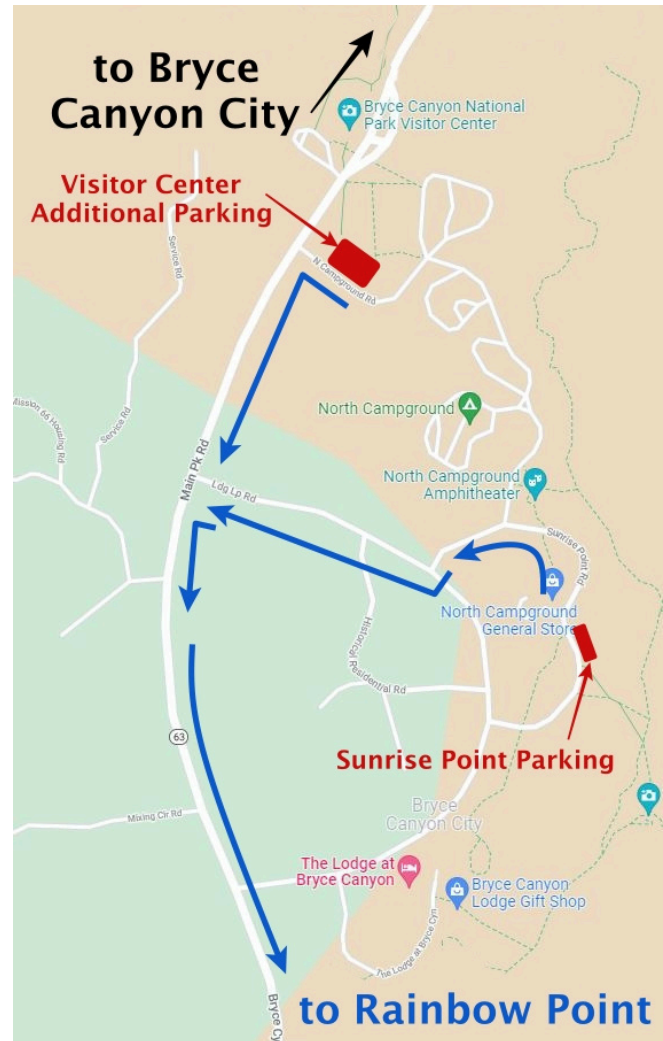 to Bryce
Canyon City
Bryce Canyon National
Park Visitor Center
Visitor Center
Additional Parking
Service Rd
N Campground Rd
North Campground
Mission 66 Housing Rd
Service Rd
Main Pk Rd
North Campground
Amphitheater
Ldg Lp Rd
Sunrise Point Rd
North Campground
General Store
Historical
Residential Rd
63
Sunrise Point Parking
Bryce
Canyon City
Mixing Cir Rd
The Lodge at
Bryce Canyon
Bryce Canyon
Lodge Gift Shop
The Lodge at Bryce Cyn
Bryce Cy
to Rainbow Point